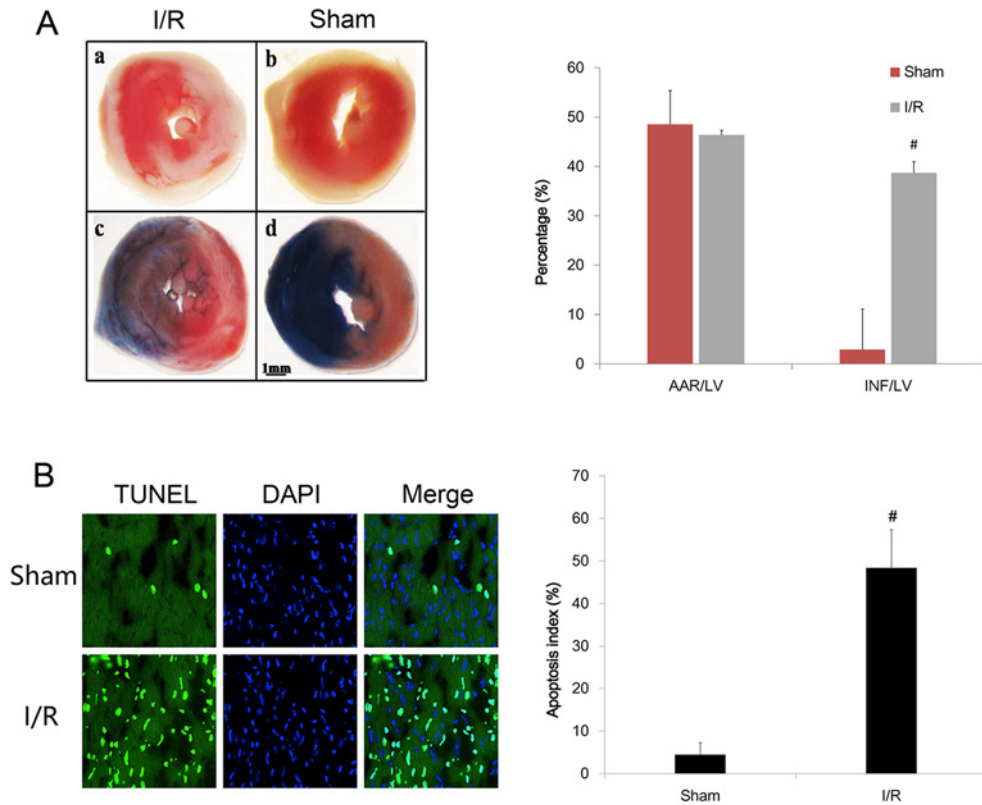 A
I/R Sham
a
b
c
d
1mm
60
50
40
30
20
10
0
Percentage (%)
Sham
I/R
#
AAR/LV INF/LV
B
TUNEL DAPI Merge
Sham
I/R
70
60
50
40
30
20
10
0
Apoptosis index (%)
#
Sham I/R